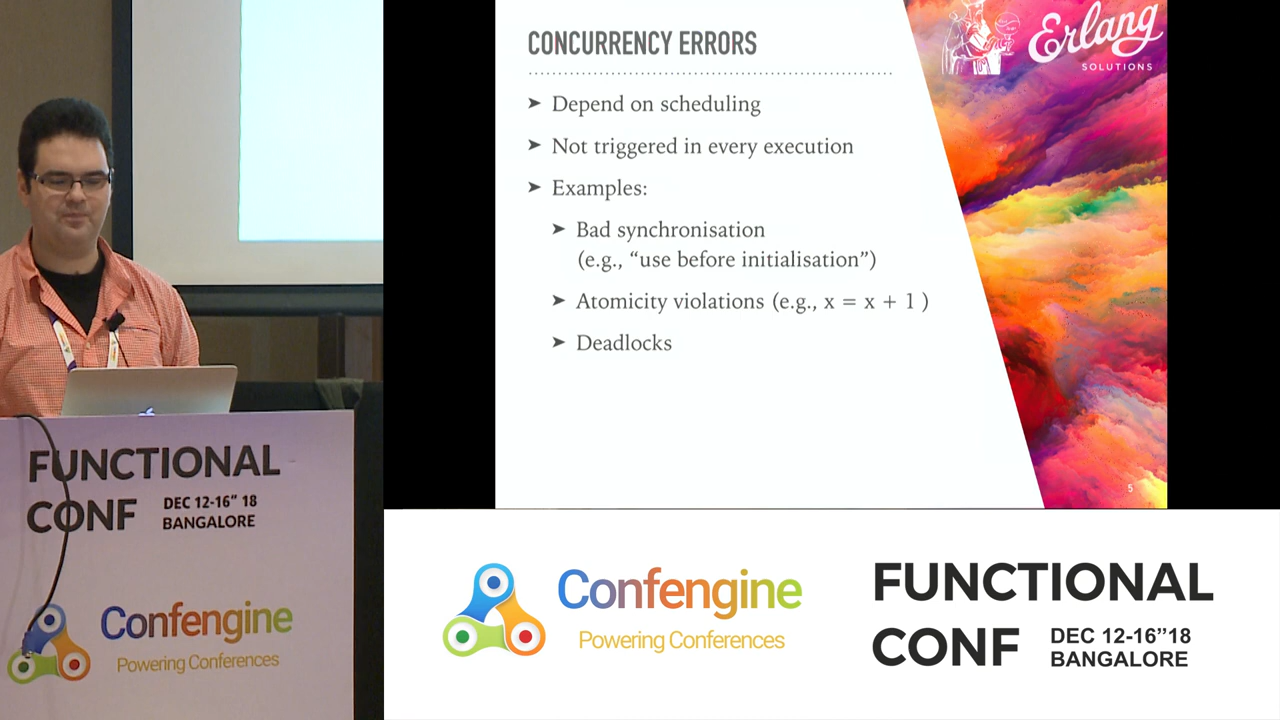 CONCURRENCY ERRORS
➤ Depend on scheduling
➤ Not triggered in every execution
➤ Examples:
➤ Bad synchronisation
(e.g., “use before initialisation”)
➤ Atomicity violations (e.g., x = x + 1 )
➤ Deadlocks
Erlang
SOLUTIONS
5
FUNCTIONAL
CONF
DEC 12-16" 18
BANGALORE
Confengine
Powering Conferences
Confengine
Powering Conferences
FUNCTIONAL
CONF
DEC 12-16”18
BANGALORE